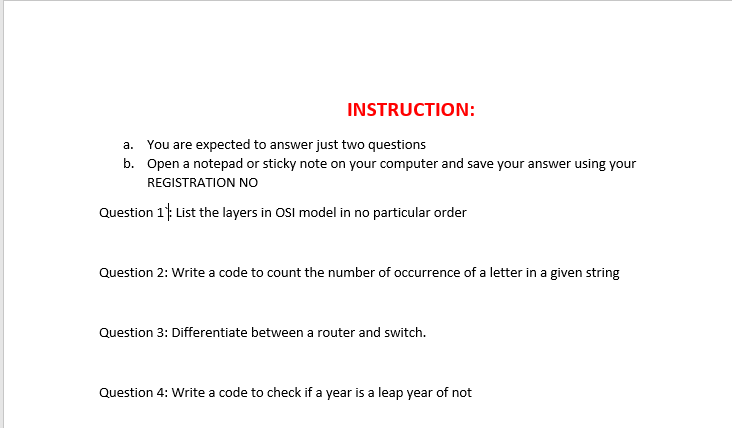 INSTRUCTION:
a. You are expected to answer just two questions
b. Open a notepad or sticky note on your computer and save your answer using your
REGISTRATION NO
Question 1`: List the layers in OSI model in no particular order
Question 2: Write a code to count the number of occurrence of a letter in a given string
Question 3: Differentiate between a router and switch.
Question 4: Write a code to check if a year is a leap year of not